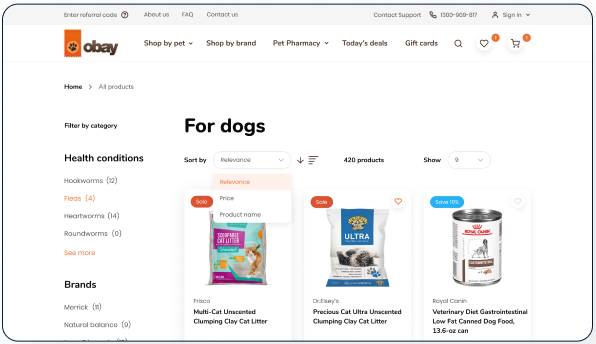 Enter referral code
About us
FAQ
Contact us
Contact Support
1300-909-817
Sign In
obay
Shop by pet
Shop by brand
Pet Pharmacy
Today's deals
Gift cards
1
1
Home > All products
Filter by category
For dogs
Sort by
Relevance
420 products
Show
9
Relevance
Price
Product name
Health conditions
Hookworms (12)
Fleas (4)
Heartworms (14)
Roundworms (0)
See more
Brands
Merrick (11)
Natural balance (9)
Sale
SCOOPABLE
CAT LITTER
Frisco
Multi-Cat Unscented
Clumping Clay Cat Litter
Sale
ULTRA
Dr.Elsey's
Precious Cat Ultra Unscented
Clumping Clay Cat Litter
Save 10%
ROYAL CANIN
Royal Canin
Veterinary Diet Gastrointestinal
Low Fat Canned Dog Food,
13.6-oz can